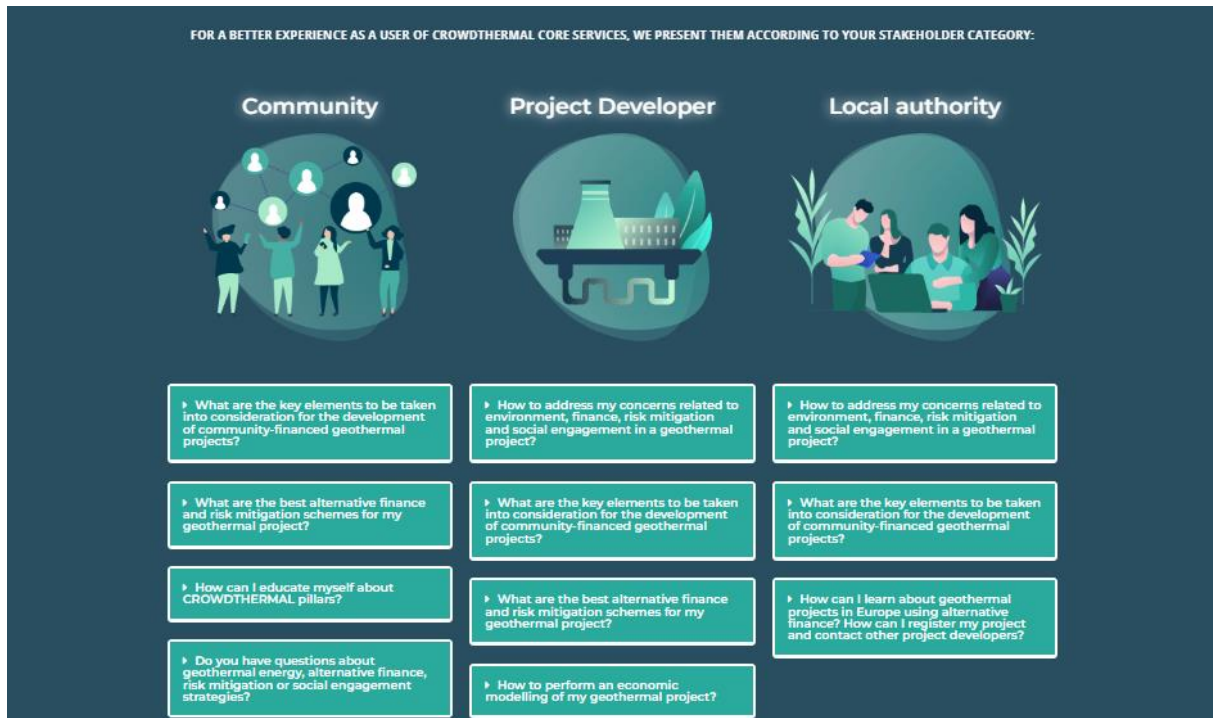 FOR A BETTER EXPERIENCE AS A USER OF CROWDTHERMAL CORE SERVICES, WE PRESENT THEM ACCORDING TO YOUR STAKEHOLDER CATEGORY:
Community
What are the key elements to be taken
into consideration for the development
of community-financed geothermal
projects?
What are the best alternative finance
and risk mitigation schemes for my
geothermal project?
How can I educate myself about
CROWDTHERMAL pillars?
Do you have questions about
geothermal energy, alternative finance,
risk mitigation or social engagement
strategies?
Project Developer
How to address my concerns related to
environment, finance, risk mitigation
and social engagement in a geothermal
project?
What are the key elements to be taken
into consideration for the development
of community-financed geothermal
projects?
What are the best alternative finance
and risk mitigation schemes for my
geothermal project?
How to perform an economic
modelling of my geothermal project?
Local authority
How to address my concerns related to
environment, finance, risk mitigation
and social engagement in a geothermal
project?
What are the key elements to be taken
into consideration for the development
of community-financed geothermal
projects?
How can I learn about geothermal
projects in Europe using alternative
finance? How can I register my project
and contact other project developers?